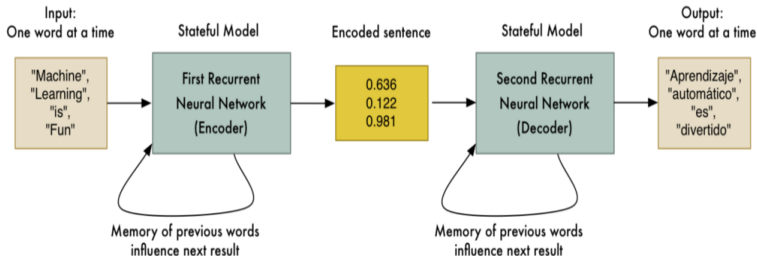 Input:
One word at a time
Stateful Model
Encoded sentence
Stateful Model
Output:
One word at a time
"Machine",
"Learning",
"is",
"Fun"
First Recurrent
Neural Network
(Encoder)
0.636
0.122
0.981
Second Recurrent
Neural Network
(Decoder)
"Aprendizaje",
"automático",
"es",
"divertido"
Memory of previous words
influence next result
Memory of previous words
influence next result